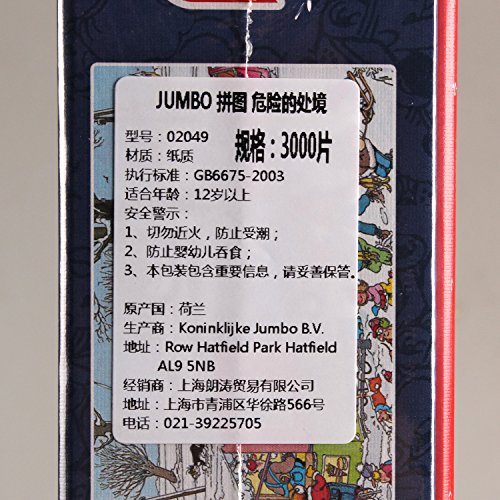 JUMBO 拼图 危险的处境
型号：02049 规格：3000片
材质：纸质
执行标准：GB6675-2003
适合年龄：12岁以上
安全警示：
1、切勿近火，防止受潮；
2、防止婴幼儿吞食；
3、本包装包含重要信息，请妥善保管。
原产国：荷兰
生产商：Koninklijke Jumbo B.V.
地址：Row Hatfield Park Hatfield
AL9 5NB
经销商：上海朗涛贸易有限公司
地址：上海市青浦区华徐路566号
电话：021-39225705